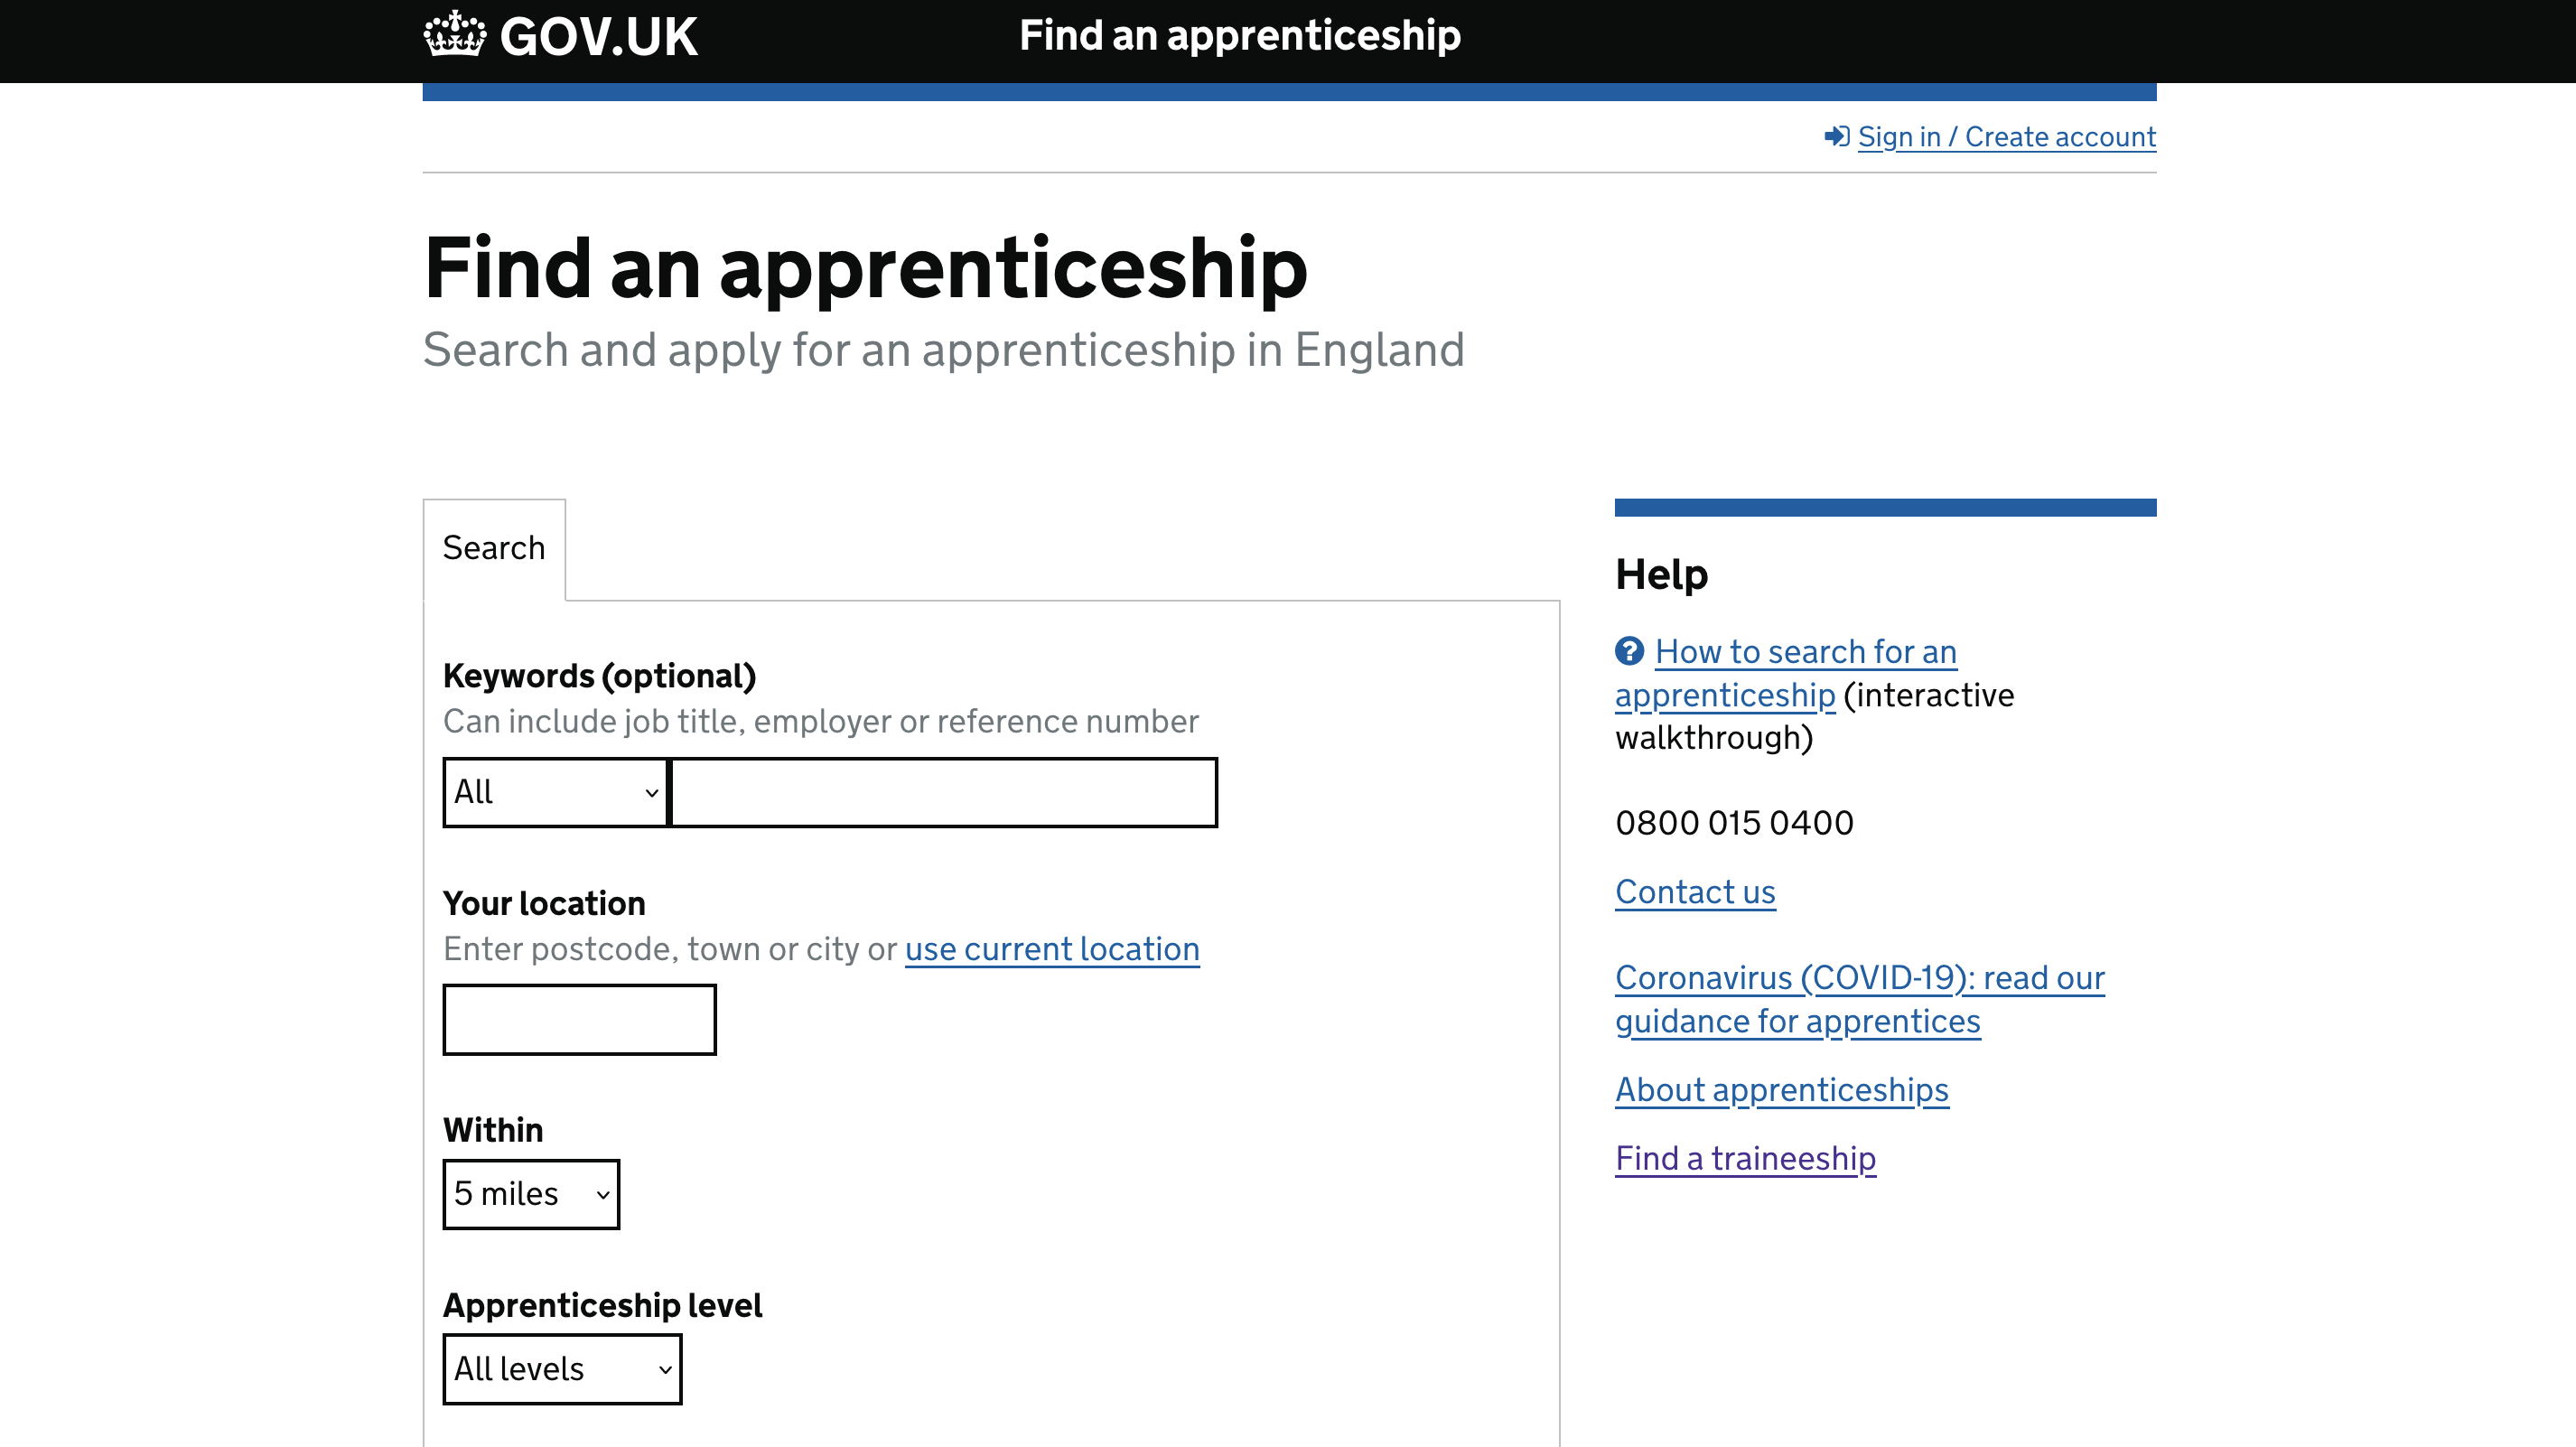 GOV.UK
Find an apprenticeship
Sign in / Create account
Find an apprenticeship
Search and apply for an apprenticeship in England
Search
Keywords (optional)
Can include job title, employer or reference number
All
Your location
Enter postcode, town or city or use current location
Within
5 miles
Apprenticeship level
All levels
Help
How to search for an
apprenticeship (interactive
walkthrough)
0800 015 0400
Contact us
Coronavirus (COVID-19): read our
guidance for apprentices
About apprenticeships
Find a traineeship